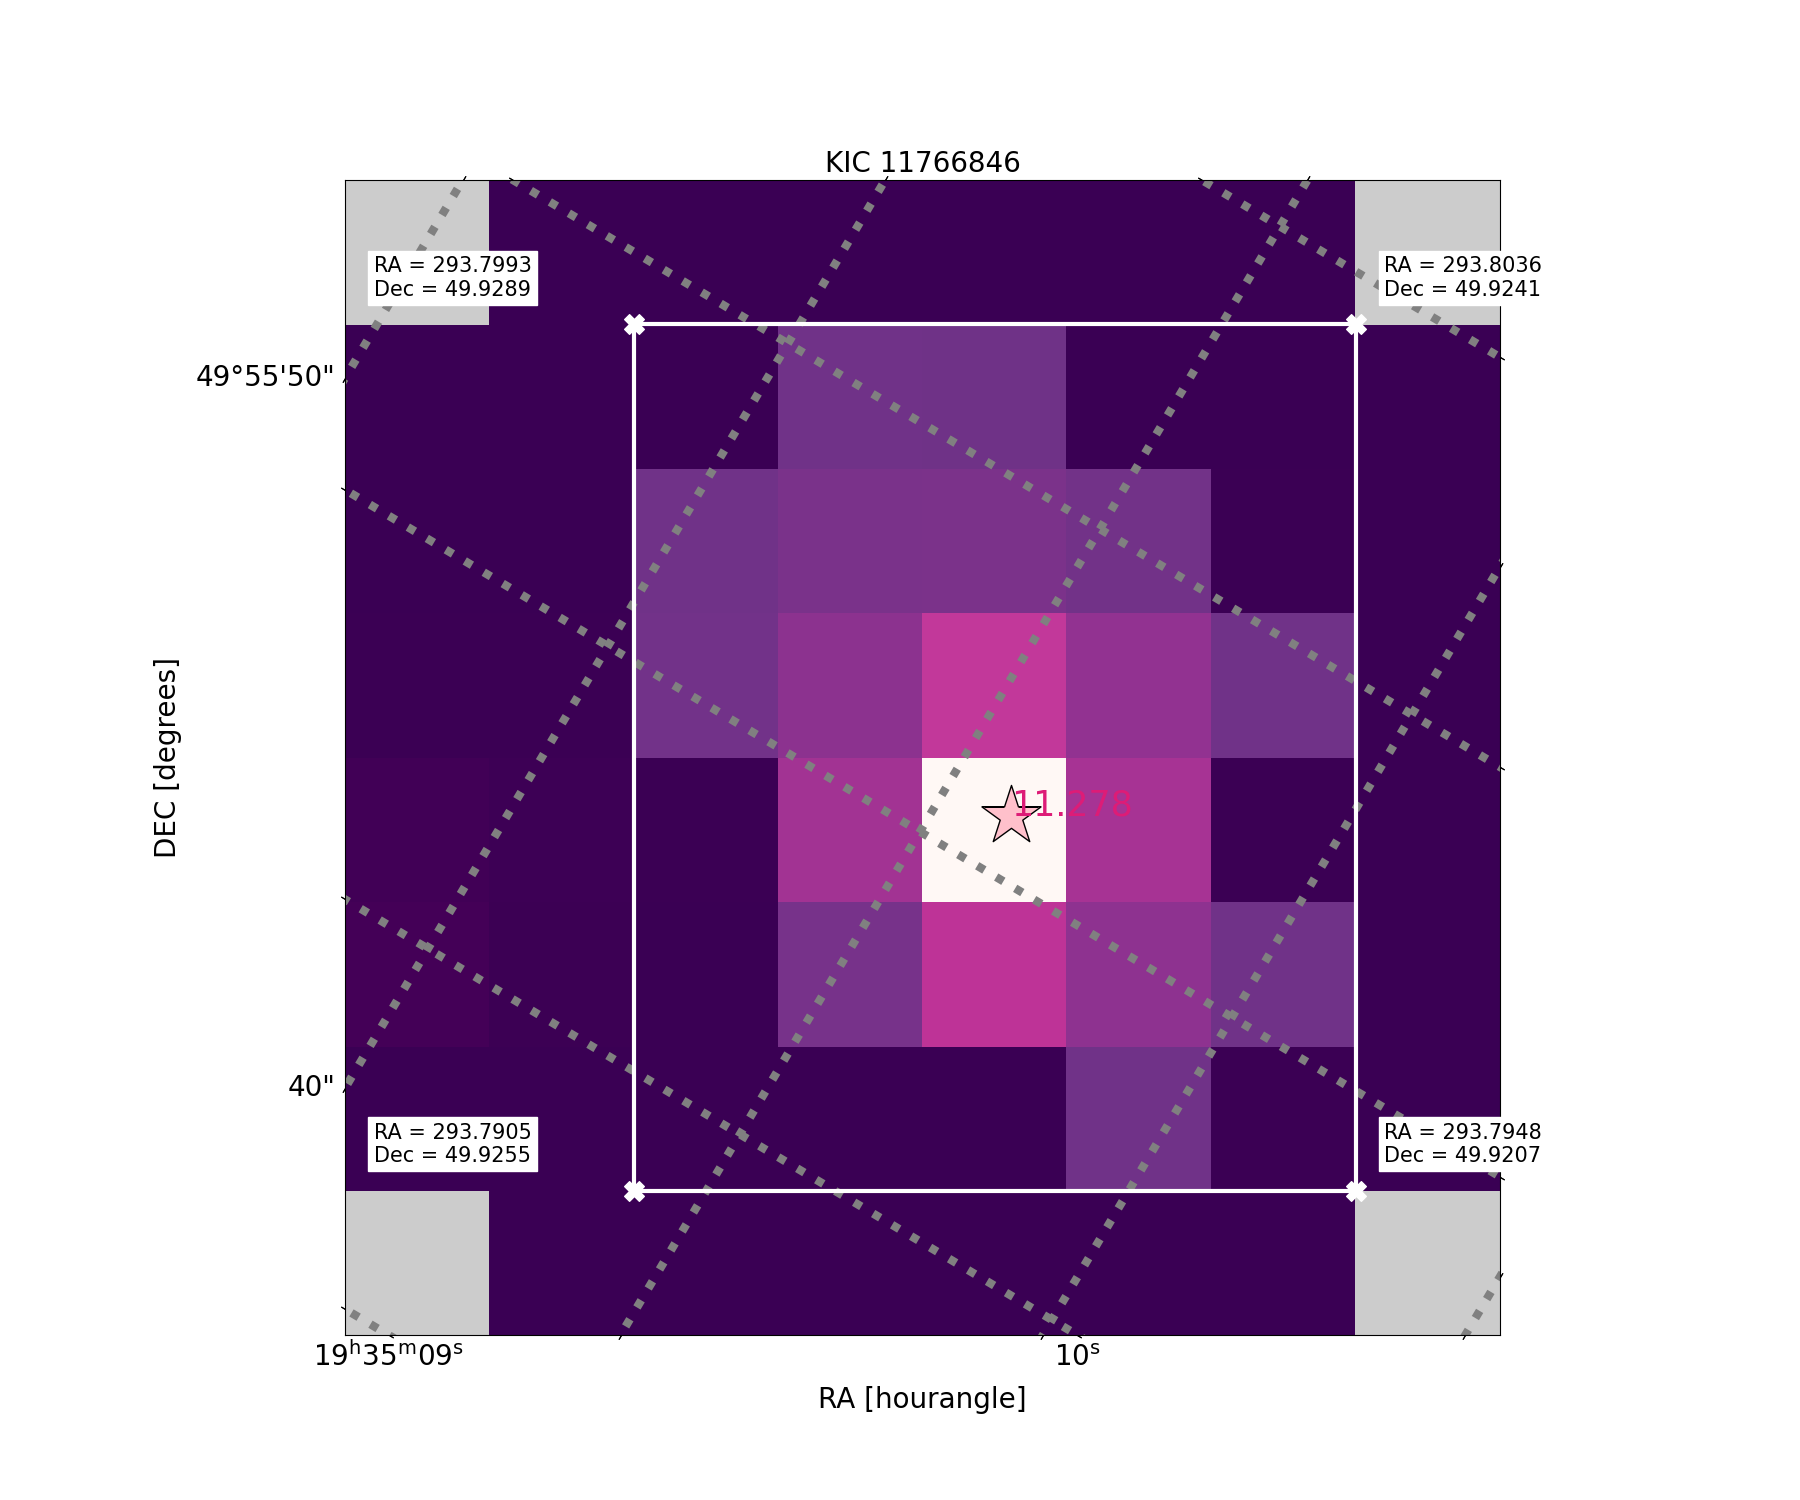 KIC 11766846
RA = 293.7993
Dec = 49.9289
RA = 293.8036
Dec = 49.9241
49°55'50"
11.278
DEC [degrees]
40"
RA = 293.7905
Dec = 49.9255
RA = 293.7948
Dec = 49.9207
19ʰ35ᵐ09ˢ 10ˢ
RA [hourangle]